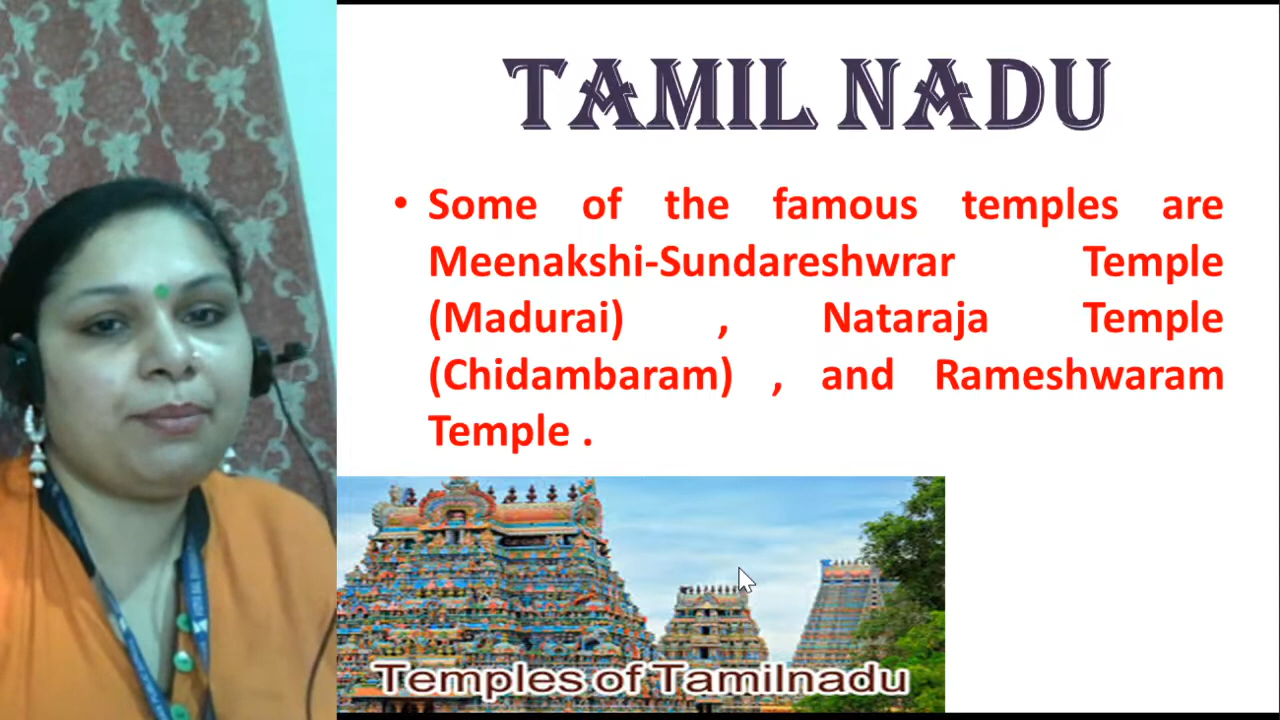 TAMIL NADU
• Some of the famous temples are
Meenakshi-Sundareshwrar Temple
(Madurai) , Nataraja Temple
(Chidambaram) , and Rameshwaram
Temple .
Temples of Tamilnadu